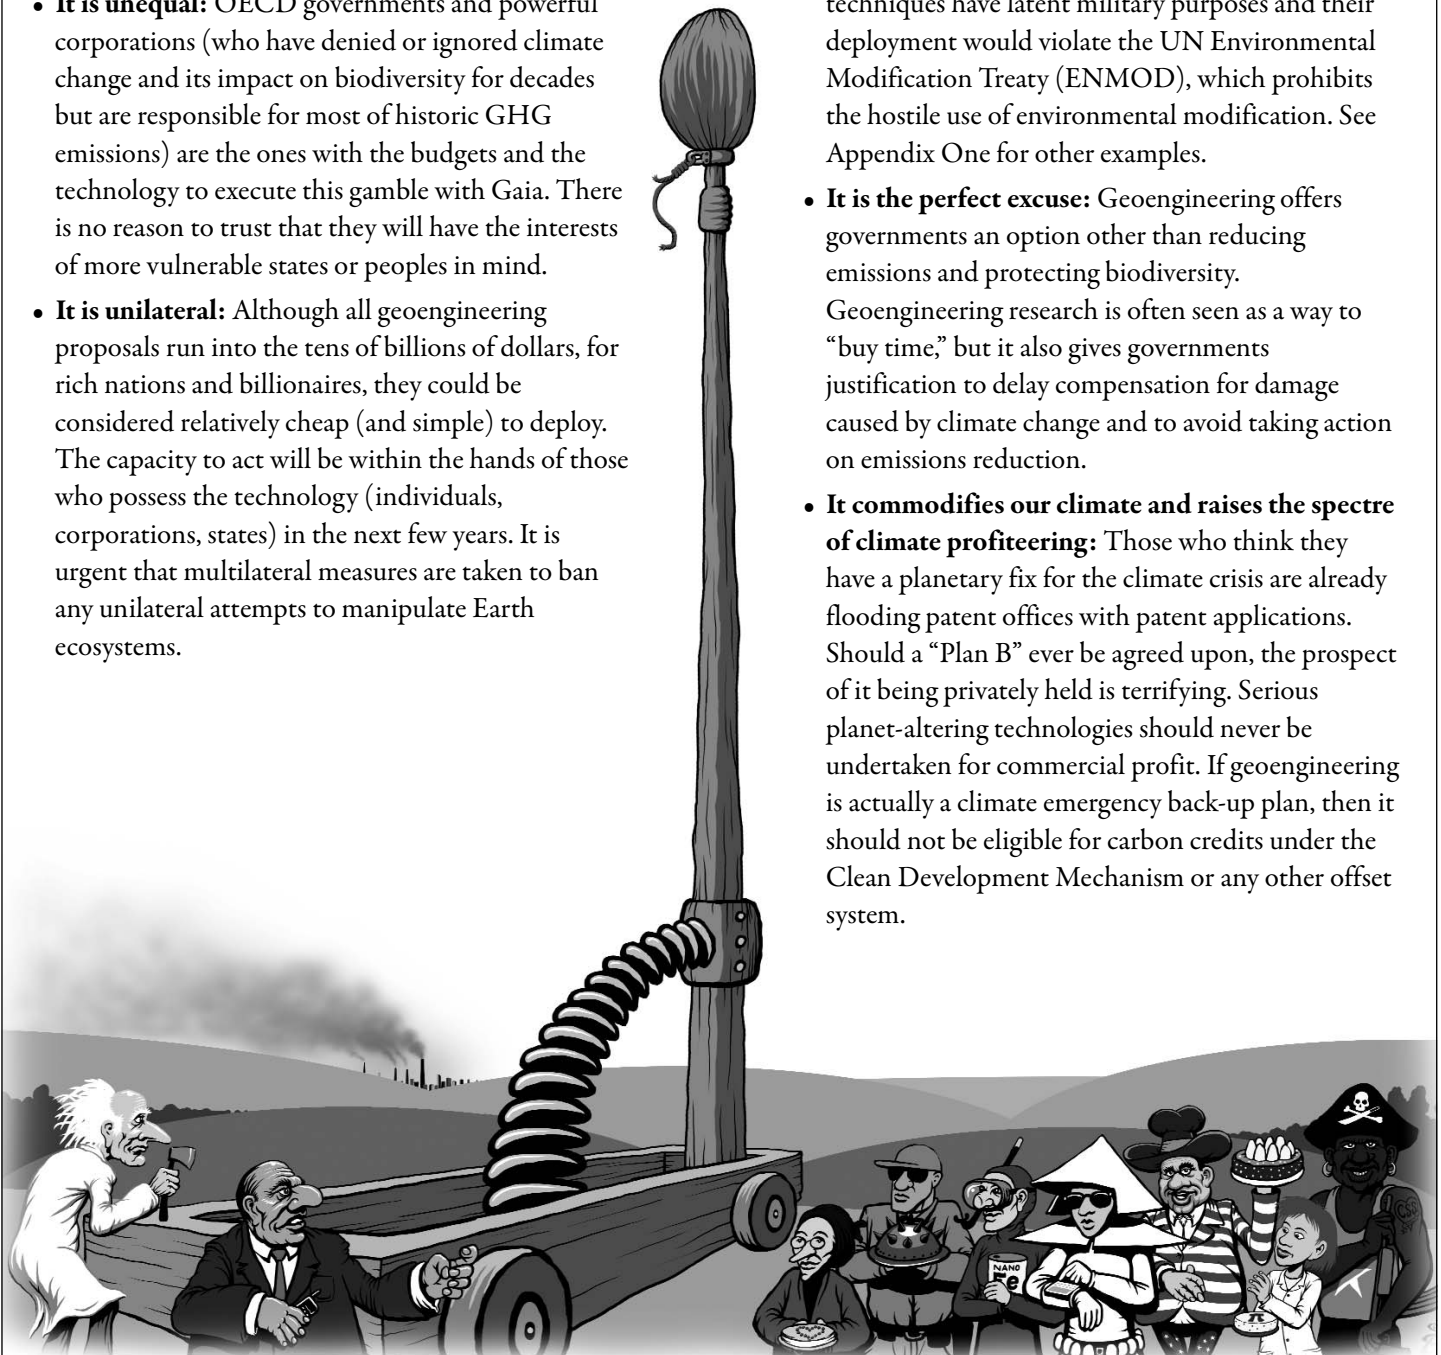 • It is unequal: OECD governments and powerful
corporations (who have denied or ignored climate
change and its impact on biodiversity for decades
but are responsible for most of historic GHG
emissions) are the ones with the budgets and the
technology to execute this gamble with Gaia. There
is no reason to trust that they will have the interests
of more vulnerable states or peoples in mind.
• It is unilateral: Although all geoengineering
proposals run into the tens of billions of dollars, for
rich nations and billionaires, they could be
considered relatively cheap (and simple) to deploy.
The capacity to act will be within the hands of those
who possess the technology (individuals,
corporations, states) in the next few years. It is
urgent that multilateral measures are taken to ban
any unilateral attempts to manipulate Earth
ecosystems.
techniques have latent military purposes and their
deployment would violate the UN Environmental
Modification Treaty (ENMOD), which prohibits
the hostile use of environmental modification. See
Appendix One for other examples.
• It is the perfect excuse: Geoengineering offers
governments an option other than reducing
emissions and protecting biodiversity.
Geoengineering research is often seen as a way to
“buy time,” but it also gives governments
justification to delay compensation for damage
caused by climate change and to avoid taking action
on emissions reduction.
• It commodifies our climate and raises the spectre
of climate profiteering: Those who think they
have a planetary fix for the climate crisis are already
flooding patent offices with patent applications.
Should a “Plan B” ever be agreed upon, the prospect
of it being privately held is terrifying. Serious
planet-altering technologies should never be
undertaken for commercial profit. If geoengineering
is actually a climate emergency back-up plan, then it
should not be eligible for carbon credits under the
Clean Development Mechanism or any other offset
system.
NANO
Fe